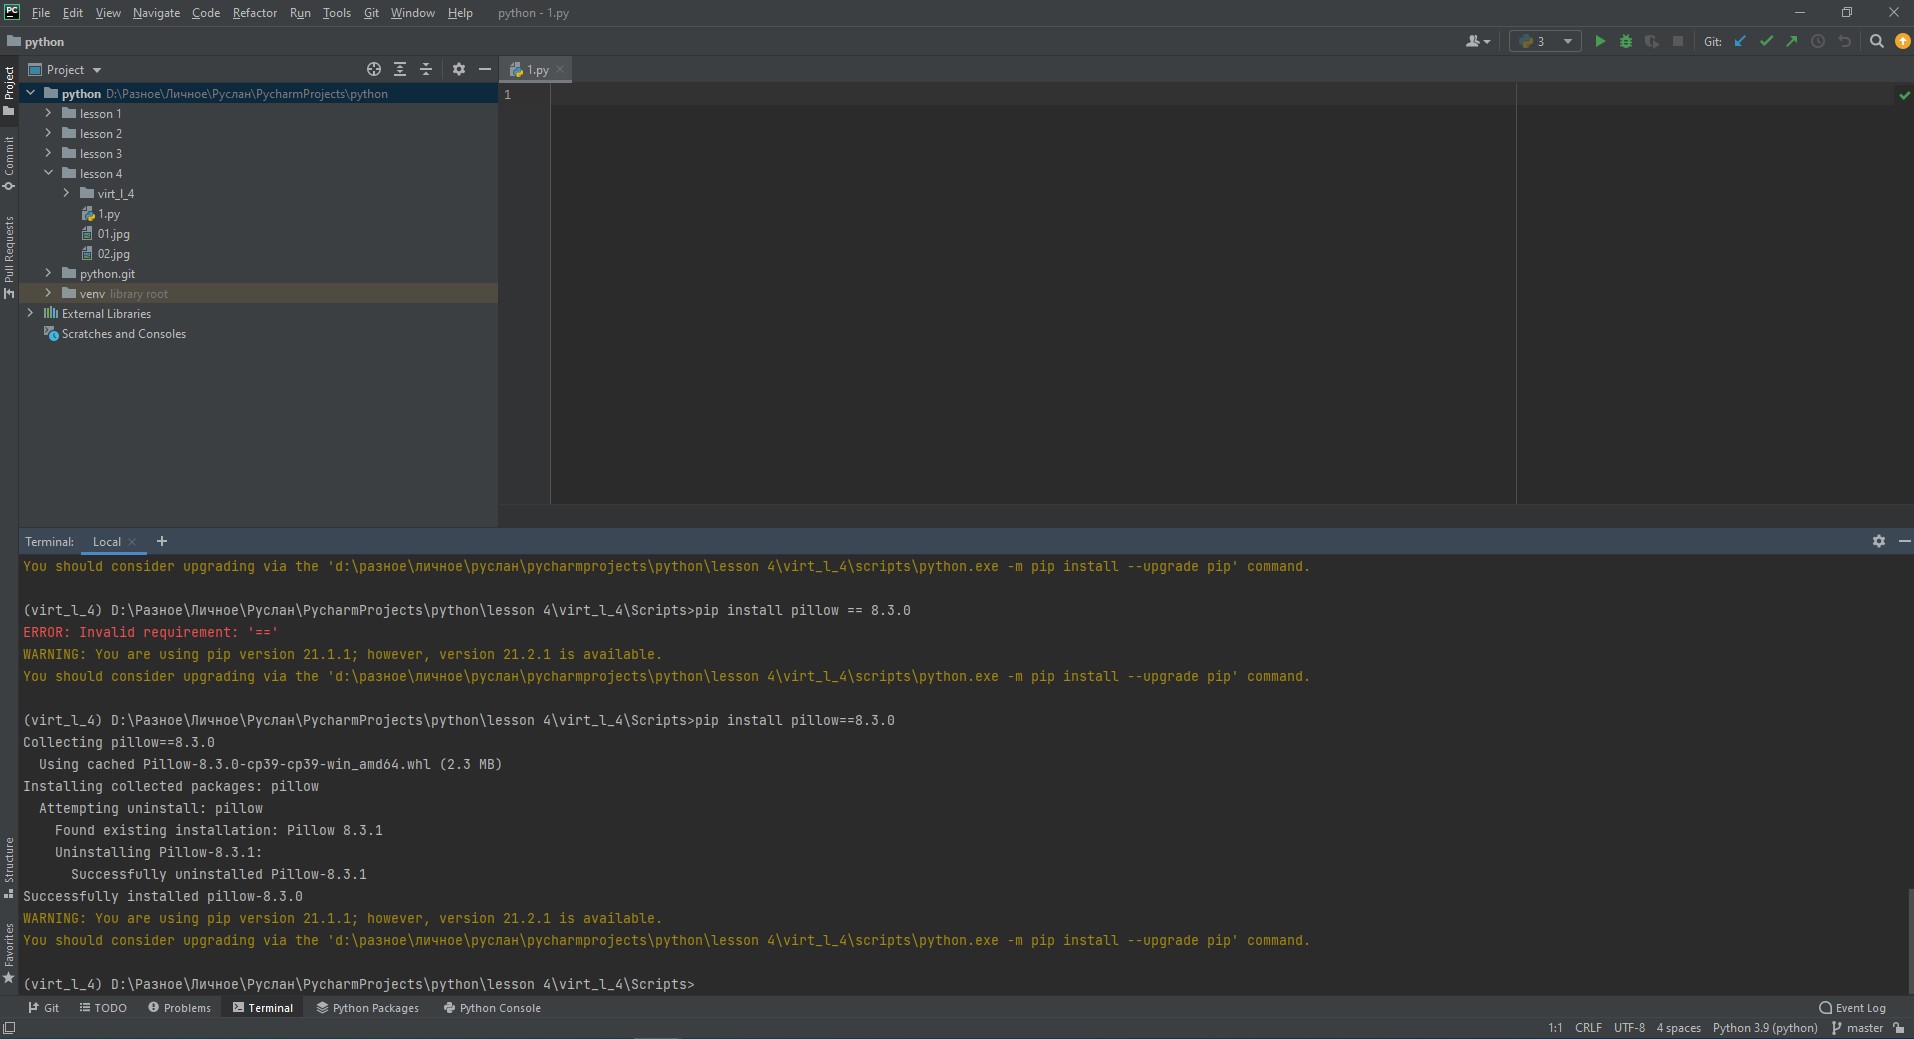 PC File Edit View Navigate Code Refactor Run Tools Git Window Help python - 1.py
python 3 Git:
Project
Commit
Pull Requests
Structure
Favorites
Project
python D:\Разное\Личное\Руслан\PycharmProjects\python
lesson 1
lesson 2
lesson 3
lesson 4
virt_l_4
1.py
01.jpg
02.jpg
python.git
venv library root
External Libraries
Scratches and Consoles
1.py
1
Terminal: Local +
You should consider upgrading via the 'd:\разное\личное\руслан\pycharmprojects\python\lesson 4\virt_l_4\scripts\python.exe -m pip install --upgrade pip' command.
(virt_l_4) D:\Разное\Личное\Руслан\PycharmProjects\python\lesson 4\virt_l_4\Scripts>pip install pillow == 8.3.0
ERROR: Invalid requirement: '=='
WARNING: You are using pip version 21.1.1; however, version 21.2.1 is available.
You should consider upgrading via the 'd:\разное\личное\руслан\pycharmprojects\python\lesson 4\virt_l_4\scripts\python.exe -m pip install --upgrade pip' command.
(virt_l_4) D:\Разное\Личное\Руслан\PycharmProjects\python\lesson 4\virt_l_4\Scripts>pip install pillow==8.3.0
Collecting pillow==8.3.0
Using cached Pillow-8.3.0-cp39-cp39-win_amd64.whl (2.3 MB)
Installing collected packages: pillow
Attempting uninstall: pillow
Found existing installation: Pillow 8.3.1
Uninstalling Pillow-8.3.1:
Successfully uninstalled Pillow-8.3.1
Successfully installed pillow-8.3.0
WARNING: You are using pip version 21.1.1; however, version 21.2.1 is available.
You should consider upgrading via the 'd:\разное\личное\руслан\pycharmprojects\python\lesson 4\virt_l_4\scripts\python.exe -m pip install --upgrade pip' command.
(virt_l_4) D:\Разное\Личное\Руслан\PycharmProjects\python\lesson 4\virt_l_4\Scripts>
Git TODO Problems Terminal Python Packages Python Console Event Log
1:1 CRLF UTF-8 4 spaces Python 3.9 (python) master